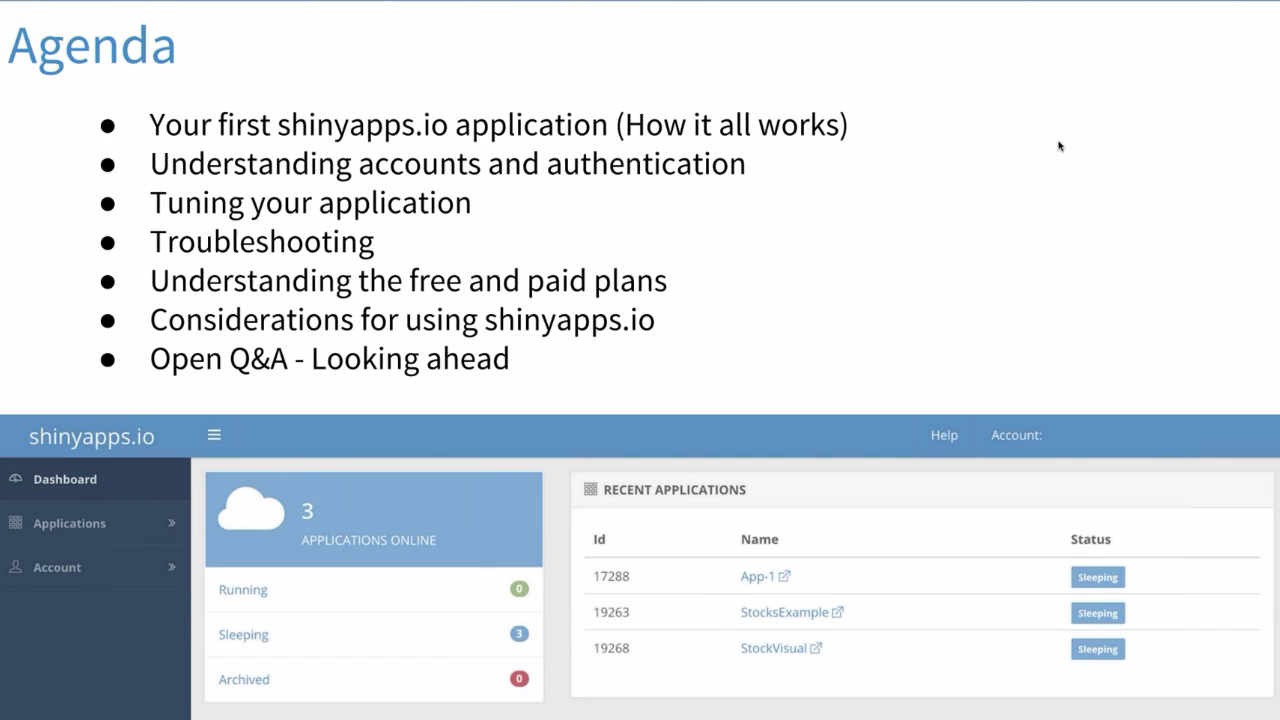 Agenda
● Your first shinyapps.io application (How it all works)
● Understanding accounts and authentication
● Tuning your application
● Troubleshooting
● Understanding the free and paid plans
● Considerations for using shinyapps.io
● Open Q&A - Looking ahead
shinyapps.io Help Account:
Dashboard
Applications
Account
3
APPLICATIONS ONLINE
Running 0
Sleeping 3
Archived 0
RECENT APPLICATIONS
Id Name Status
17288 App-1 Sleeping
19263 StocksExample Sleeping
19268 StockVisual Sleeping